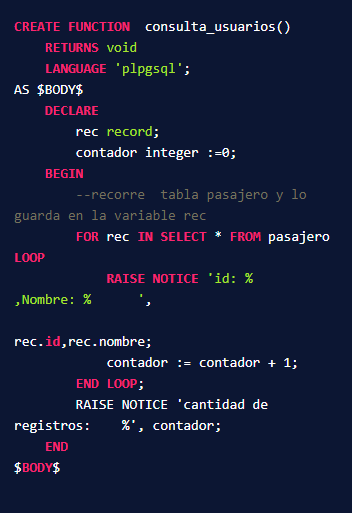 CREATE FUNCTION  consulta_usuarios()
    RETURNS void
    LANGUAGE 'plpgsql';
AS $BODY$
    DECLARE
        rec record;
        contador integer :=0;
    BEGIN
        --recorre  tabla pasajero y lo
guarda en la variable rec
        FOR rec IN SELECT * FROM pasajero
LOOP
            RAISE NOTICE 'id: %
,Nombre: %      ',
rec.id,rec.nombre;
            contador := contador + 1;
        END LOOP;
        RAISE NOTICE 'cantidad de
registros:    %', contador;
    END
$BODY$